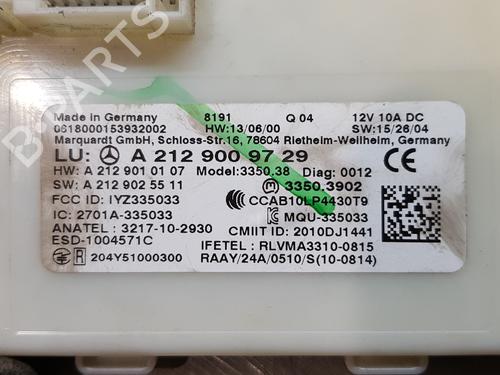 B-PARTS
Made in Germany 8191 Q 04 12V 10A DC
0618000153932002 HW:13/06/00 SW:15/26/04
Marquardt GmbH, Schloss-Str.16, 78604 Rietheim-Weilheim, Germany
LU: A 212 900 97 29 CE
HW: A 212 901 01 07 Model:3350.38 Diag: 0012
SW: A 212 902 55 11 3350.3902
FCC ID: IYZ335033 CCC CCAB10LP4430T9
IC: 2701A-335033 MQU-335033
ANATEL : 3217-10-2930 CMIIT ID: 2010DJ1441
ESD-1004571C IFETEL : RLVMA3310-0815
R 204Y51000300 RAAY/24A/0510/S(10-0814)